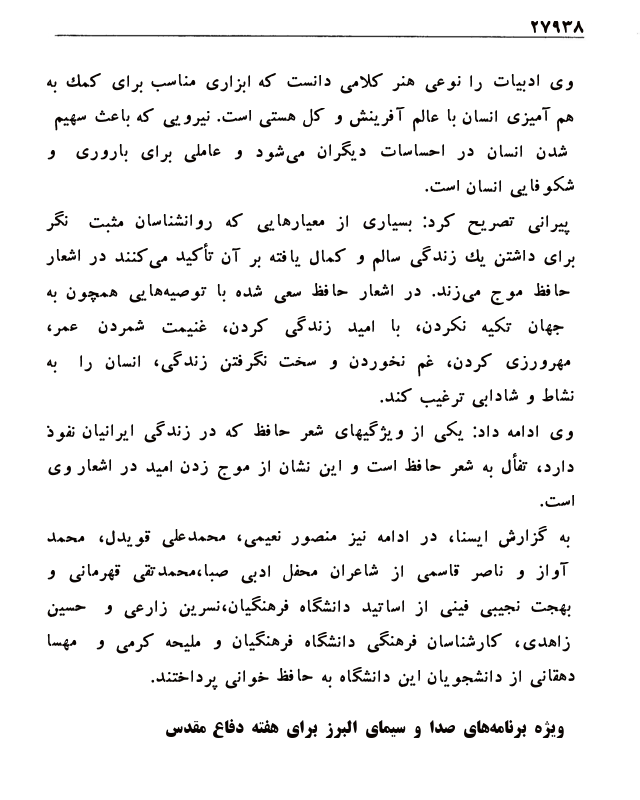 ۲۷۹۳۸
وی ادبیات را نوعی هنر کلامی دانست که ابزاری مناسب برای کمك به
هم آمیزی انسان با عالم آفرینش و کل هستی است. نیرویی که باعث سهیم
شدن انسان در احساسات دیگران می‌شود و عاملی برای باروری و
شکوفایی انسان است.
پیرانی تصریح کرد: بسیاری از معیارهایی که روانشناسان مثبت نگر
برای داشتن یك زندگی سالم و کمال یافته بر آن تأکید می‌کنند در اشعار
حافظ موج می‌زند. در اشعار حافظ سعی شده با توصیه‌هایی همچون به
جهان تکیه نکردن، با امید زندگی کردن، غنیمت شمردن عمر،
مهرورزی کردن، غم نخوردن و سخت نگرفتن زندگی، انسان را به
نشاط و شادابی ترغیب کند.
وی ادامه داد: یکی از ویژگیهای شعر حافظ که در زندگی ایرانیان نفوذ
دارد، تفأل به شعر حافظ است و این نشان از موج زدن امید در اشعار وی
است.
به گزارش ایسنا، در ادامه نیز منصور نعیمی، محمدعلی قویدل، محمد
آواز و ناصر قاسمی از شاعران محفل ادبی صبا،محمدتقی قهرمانی و
بهجت نجیبی فینی از اساتید دانشگاه فرهنگیان،نسرین زارعی و حسین
زاهدی، کارشناسان فرهنگی دانشگاه فرهنگیان و ملیحه کرمی و مهسا
دهقانی از دانشجویان این دانشگاه به حافظ خوانی پرداختند.
ویژه برنامه‌های صدا و سیمای البرز برای هفته دفاع مقدس